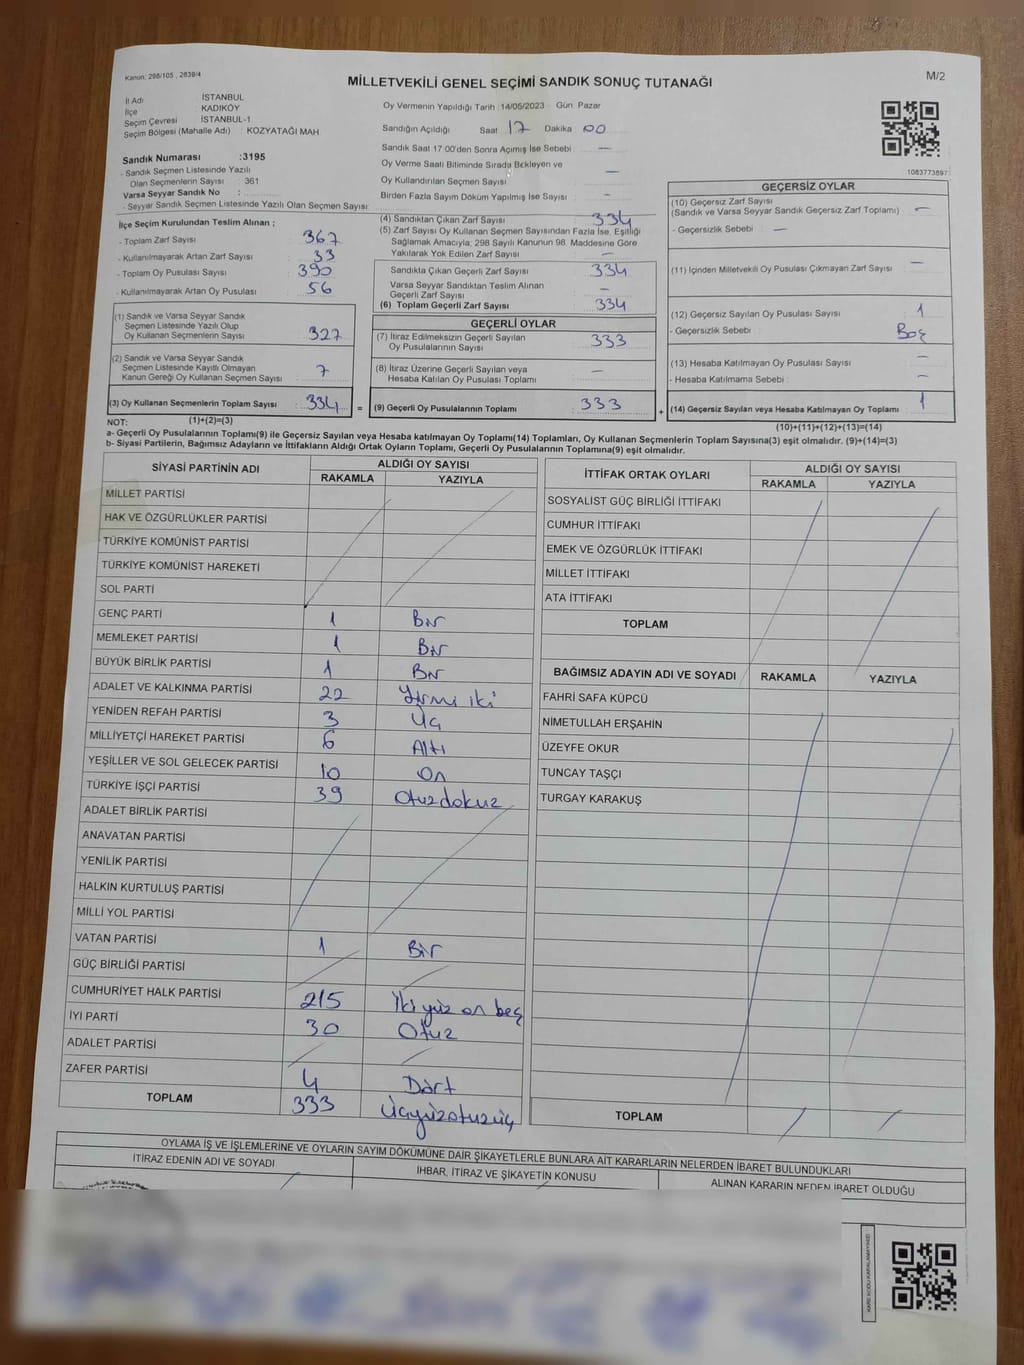 Kanun; 298/105 , 2839/4
MİLLETVEKİLİ GENEL SEÇİMİ SANDIK SONUÇ TUTANAĞI
M/2
İl Adı İSTANBUL
İlçe KADIKÖY
Seçim Çevresi İSTANBUL-1
Seçim Bölgesi (Mahalle Adı) : KOZYATAĞI MAH
Sandık Numarası :3195
- Sandık Seçmen Listesinde Yazılı
Olan Seçmenlerin Sayısı : 361
Varsa Seyyar Sandık No :
- Seyyar Sandık Seçmen Listesinde Yazılı Olan Seçmen Sayısı:
Oy Vermenin Yapıldığı Tarih :14/05/2023 Gün: Pazar
Sandığın Açıldığı Saat 17 Dakika 00
Sandık Saat 17:00'den Sonra Açımış İse Sebebi : —
Oy Verme Saati Bitiminde Sırada Bekleyen ve
Oy Kullandırılan Seçmen Sayısı : —
Birden Fazla Sayım Döküm Yapılmış İse Sayısı : —
1083773897
İlçe Seçim Kurulundan Teslim Alınan ;
- Toplam Zarf Sayısı 367
- Kullanılmayarak Artan Zarf Sayısı : 33
- Toplam Oy Pusulası Sayısı : 390
- Kullanılmayarak Artan Oy Pusulası : 56
(1) Sandık ve Varsa Seyyar Sandık
Seçmen Listesinde Yazılı Olup
Oy Kullanan Seçmenlerin Sayısı : 327
(2) Sandık ve Varsa Seyyar Sandık
Seçmen Listesinde Kayıtlı Olmayan
Kanun Gereği Oy Kullanan Seçmen Sayısı : 7
(3) Oy Kullanan Seçmenlerin Toplam Sayısı : 334
(1)+(2)=(3)
(4) Sandıktan Çıkan Zarf Sayısı : 334
(5) Zarf Sayısı Oy Kullanan Seçmen Sayısından Fazla İse, Eşitliği
Sağlamak Amacıyla; 298 Sayılı Kanunun 98. Maddesine Göre
Yakılarak Yok Edilen Zarf Sayısı : —
Sandıkta Çıkan Geçerli Zarf Sayısı : 334
Varsa Seyyar Sandıktan Teslim Alınan
Geçerli Zarf Sayısı : —
(6) Toplam Geçerli Zarf Sayısı : 334
GEÇERLİ OYLAR
(7) İtiraz Edilmeksizin Geçerli Sayılan
Oy Pusulalarının Sayısı : 333
(8) İtiraz Üzerine Geçerli Sayılan veya
Hesaba Katılan Oy Pusulası Toplamı : —
= (9) Geçerli Oy Pusulalarının Toplamı : 333
GEÇERSİZ OYLAR
(10) Geçersiz Zarf Sayısı
(Sandık ve Varsa Seyyar Sandık Geçersiz Zarf Toplamı) : —
- Geçersizlik Sebebi : —
(11) İçinden Milletvekili Oy Pusulası Çıkmayan Zarf Sayısı : —
(12) Geçersiz Sayılan Oy Pusulası Sayısı : 1
- Geçersizlik Sebebi : Boş
(13) Hesaba Katılmayan Oy Pusulası Sayısı : —
- Hesaba Katılmama Sebebi : —
+ (14) Geçersiz Sayılan veya Hesaba Katılmayan Oy Toplamı : 1
(10)+(11)+(12)+(13)=(14)
NOT:
a- Geçerli Oy Pusulalarının Toplamı(9) ile Geçersiz Sayılan veya Hesaba katılmayan Oy Toplamı(14) Toplamları, Oy Kullanan Seçmenlerin Toplam Sayısına(3) eşit olmalıdır. (9)+(14)=(3)
b- Siyasi Partilerin, Bağımsız Adayların ve İttifakların Aldığı Ortak Oyların Toplamı, Geçerli Oy Pusulalarının Toplamına(9) eşit olmalıdır.
SİYASİ PARTİNİN ADI ALDIĞI OY SAYISI
RAKAMLA YAZIYLA
MİLLET PARTİSİ
HAK VE ÖZGÜRLÜKLER PARTİSİ
TÜRKİYE KOMÜNİST PARTİSİ
TÜRKİYE KOMÜNİST HAREKETİ
SOL PARTİ
GENÇ PARTİ 1 Bir
MEMLEKET PARTİSİ 1 Bir
BÜYÜK BİRLİK PARTİSİ 1 Bir
ADALET VE KALKINMA PARTİSİ 22 Yirmi iki
YENİDEN REFAH PARTİSİ 3 Üç
MİLLİYETÇİ HAREKET PARTİSİ 6 Altı
YEŞİLLER VE SOL GELECEK PARTİSİ 10 On
TÜRKİYE İŞÇİ PARTİSİ 39 Otuzdokuz
ADALET BİRLİK PARTİSİ
ANAVATAN PARTİSİ
YENİLİK PARTİSİ
HALKIN KURTULUŞ PARTİSİ
MİLLİ YOL PARTİSİ
VATAN PARTİSİ 1 Bir
GÜÇ BİRLİĞİ PARTİSİ
CUMHURİYET HALK PARTİSİ 215 İki yüz on beş
İYİ PARTİ 30 Otuz
ADALET PARTİSİ
ZAFER PARTİSİ 4 Dört
TOPLAM 333 Üçyüzotuzüç
İTTİFAK ORTAK OYLARI ALDIĞI OY SAYISI
RAKAMLA YAZIYLA
SOSYALİST GÜÇ BİRLİĞİ İTTİFAKI
CUMHUR İTTİFAKI
EMEK VE ÖZGÜRLÜK İTTİFAKI
MİLLET İTTİFAKI
ATA İTTİFAKI
TOPLAM
BAĞIMSIZ ADAYIN ADI VE SOYADI RAKAMLA YAZIYLA
FAHRİ SAFA KÜPCÜ
NİMETULLAH ERŞAHİN
ÜZEYFE OKUR
TUNCAY TAŞÇI
TURGAY KARAKUŞ
TOPLAM
OYLAMA İŞ VE İŞLEMLERİNE VE OYLARIN SAYIM DÖKÜMÜNE DAİR ŞİKAYETLERLE BUNLARA AİT KARARLARIN NELERDEN İBARET BULUNDUKLARI
İTİRAZ EDENİN ADI VE SOYADI İHBAR, İTİRAZ VE ŞİKAYETİN KONUSU ALINAN KARARIN NEDEN İBARET OLDUĞU
KARE KODU KARALAMAYINIZ!